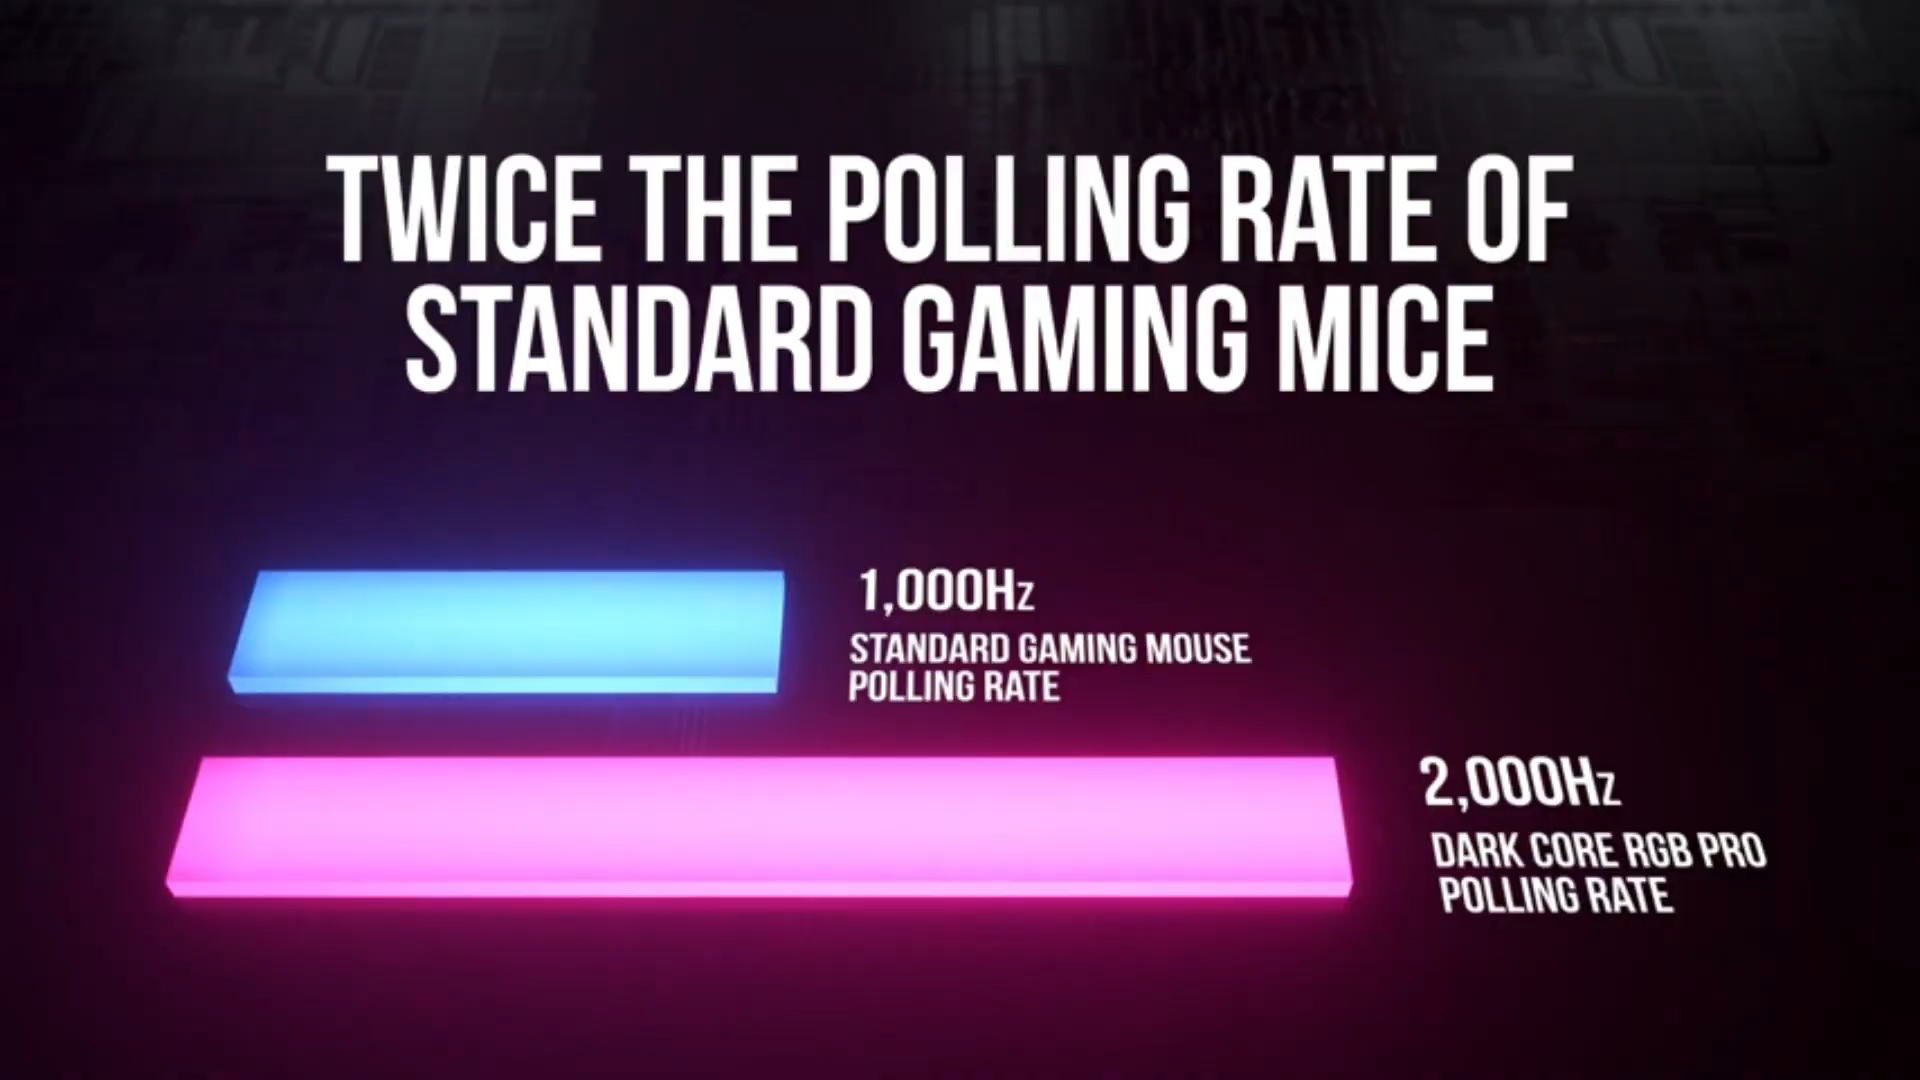 TWICE THE POLLING RATE OF
STANDARD GAMING MICE
1,000Hz
STANDARD GAMING MOUSE
POLLING RATE
2,000Hz
DARK CORE RGB PRO
POLLING RATE